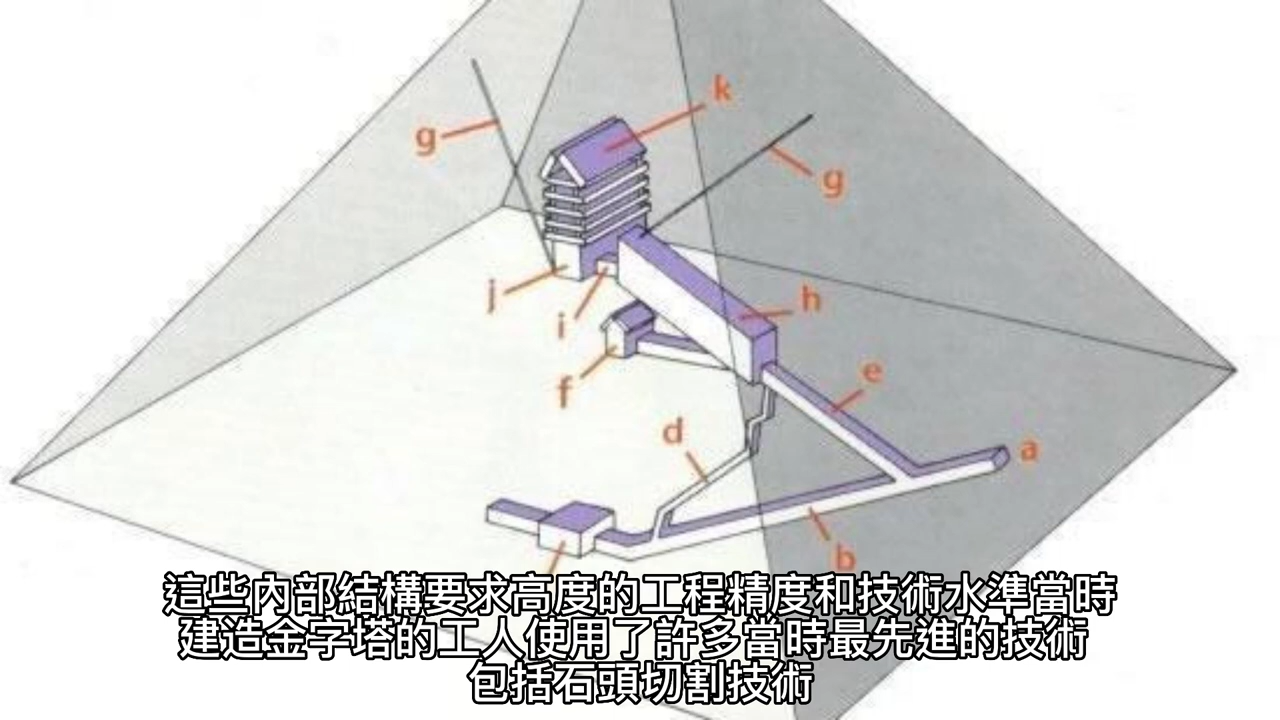 k
g
g
j
i
h
f
e
d
a
b
這些內部結構要求高度的工程精度和技術水準當時
建造金字塔的工人使用了許多當時最先進的技術
包括石頭切割技術